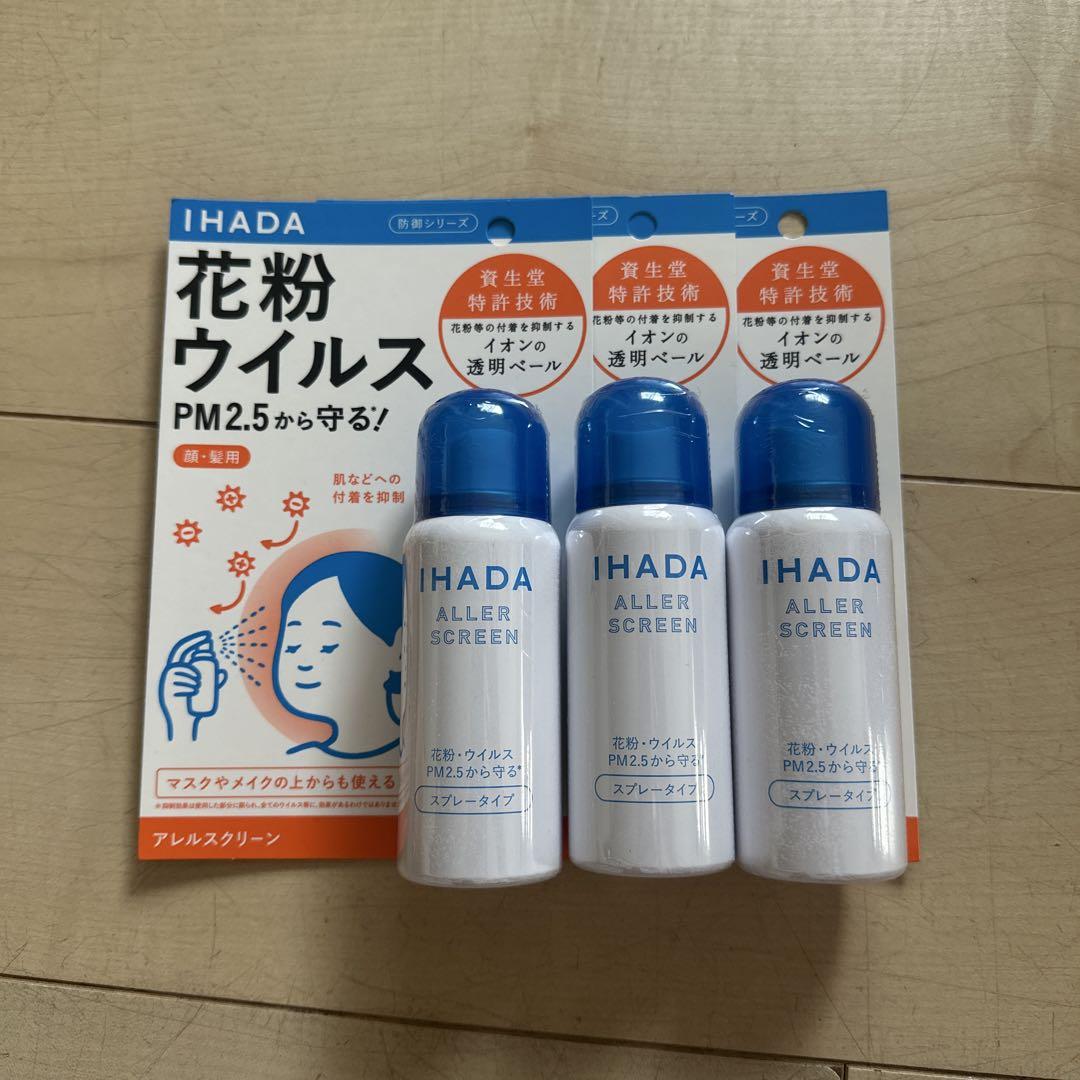 IHADA
防御シリーズ
花粉
ウイルス
PM2.5から守る*!
顔・髪用
資生堂
特許技術
花粉等の付着を抑制する
イオンの
透明ベール
肌などへの
付着を抑制
マスクやメイクの上からも使える
アレルスクリーン
ーズ
資生堂
特許技術
花粉等の付着を抑制する
イオンの
透明ベール
ーズ
資生堂
特許技術
花粉等の付着を抑制する
イオンの
透明ベール
IHADA
ALLER
SCREEN
花粉・ウイルス
PM2.5から守る*
スプレータイプ
IHADA
ALLER
SCREEN
花粉・ウイルス
PM2.5から守る*
スプレータイプ
IHADA
ALLER
SCREEN
花粉・ウイルス
PM2.5から守る
スプレータイプ